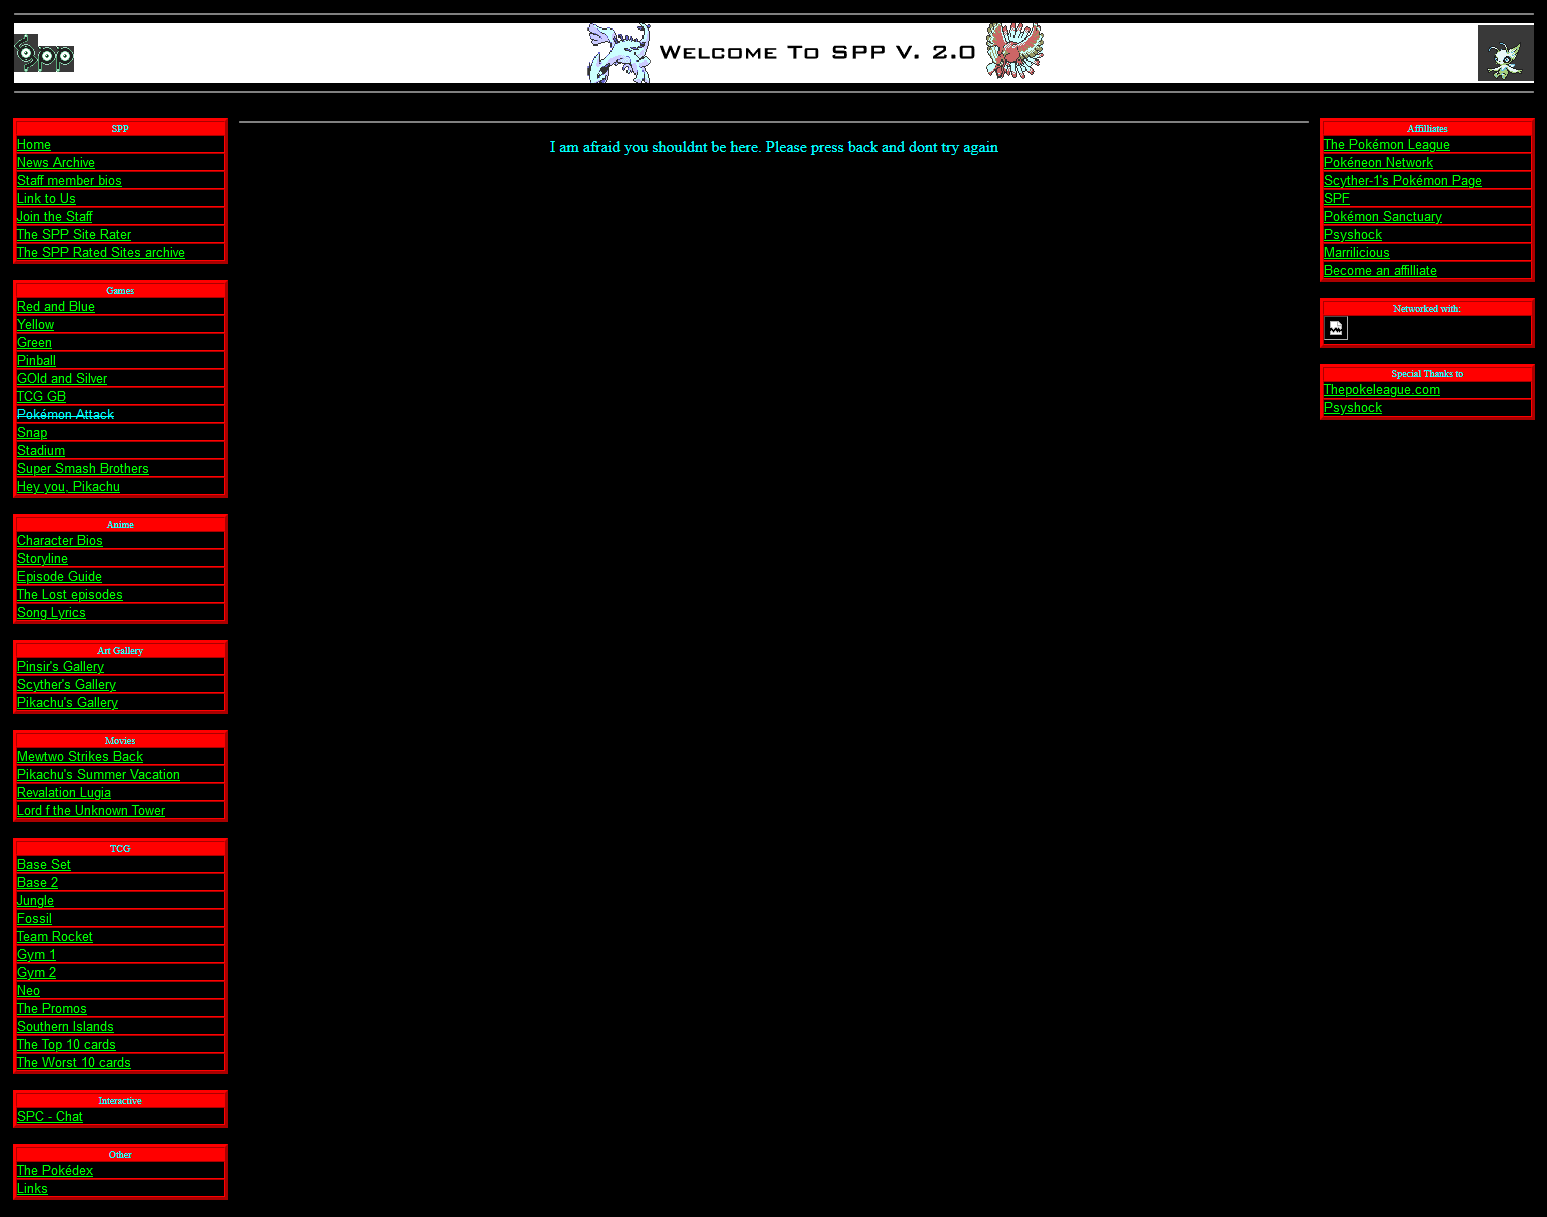 Spp
Welcome To SPP V. 2.0
SPP
Home
News Archive
Staff member bios
Link to Us
Join the Staff
The SPP Site Rater
The SPP Rated Sites archive
Games
Red and Blue
Yellow
Green
Pinball
GOld and Silver
TCG GB
Pokémon Attack
Snap
Stadium
Super Smash Brothers
Hey you, Pikachu
Anime
Character Bios
Storyline
Episode Guide
The Lost episodes
Song Lyrics
Art Gallery
Pinsir's Gallery
Scyther's Gallery
Pikachu's Gallery
Movies
Mewtwo Strikes Back
Pikachu's Summer Vacation
Revalation Lugia
Lord f the Unknown Tower
TCG
Base Set
Base 2
Jungle
Fossil
Team Rocket
Gym 1
Gym 2
Neo
The Promos
Southern Islands
The Top 10 cards
The Worst 10 cards
Interactive
SPC - Chat
Other
The Pokédex
Links
I am afraid you shouldnt be here. Please press back and dont try again
Affilliates
The Pokémon League
Pokéneon Network
Scyther-1's Pokémon Page
SPF
Pokémon Sanctuary
Psyshock
Marrilicious
Become an affilliate
Networked with:
Special Thanks to
Thepokeleague.com
Psyshock